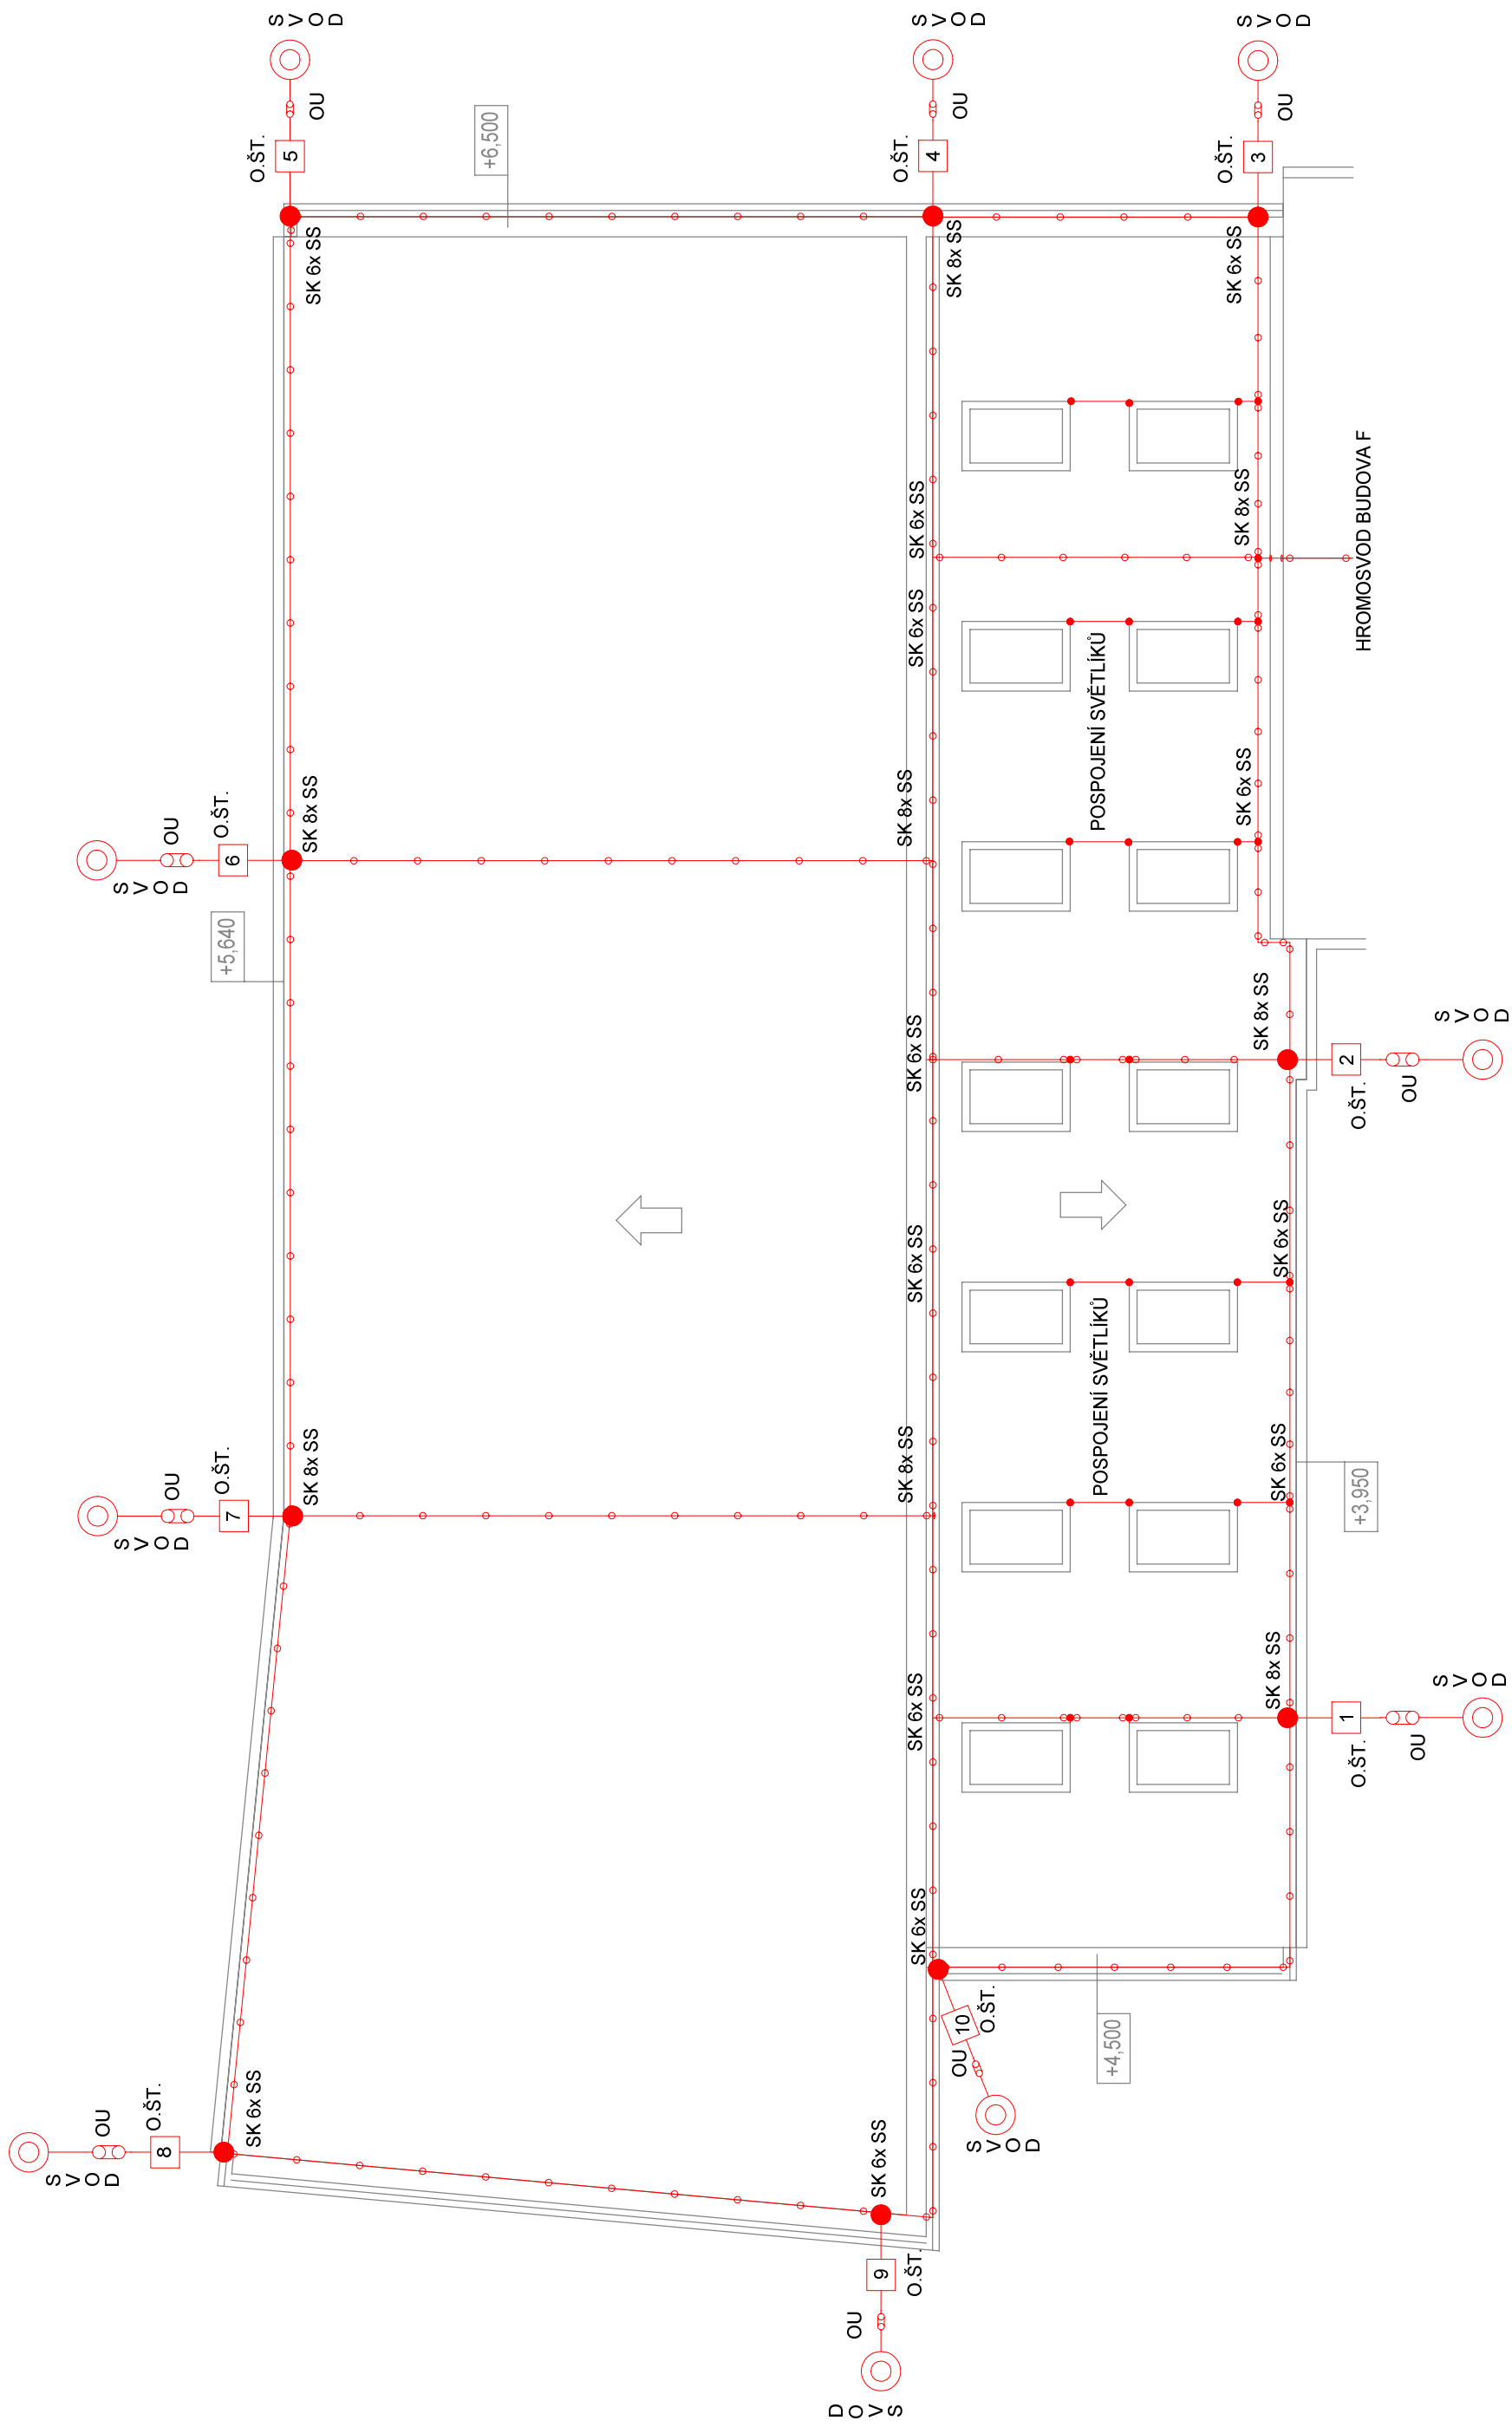 SVOD
OU
O.ŠT.
8
SK 6x SS
SVOD
OU
O.ŠT.
7
SK 8x SS
SVOD
OU
O.ŠT.
6
SK 8x SS
+5,640
O.ŠT.
5
OU
SVOD
SK 6x SS
+6,500
DOVS
OU
9
O.ŠT.
SK 6x SS
SK 6x SS
SK 6x SS
SK 8x SS
SK 6x SS
SK 6x SS
SK 8x SS
SK 6x SS
SK 6x SS
SK 8x SS
O.ŠT.
4
OU
SVOD
OU
10
O.ŠT.
SVOD
POSPOJENÍ SVĚTLÍKŮ
POSPOJENÍ SVĚTLÍKŮ
+4,500
SK 8x SS
SK 6x SS
SK 6x SS
SK 8x SS
SK 6x SS
SK 8x SS
SK 6x SS
O.ŠT.
3
OU
SVOD
1
O.ŠT.
OU
SVOD
+3,950
2
O.ŠT.
OU
SVOD
HROMOSVOD BUDOVA F